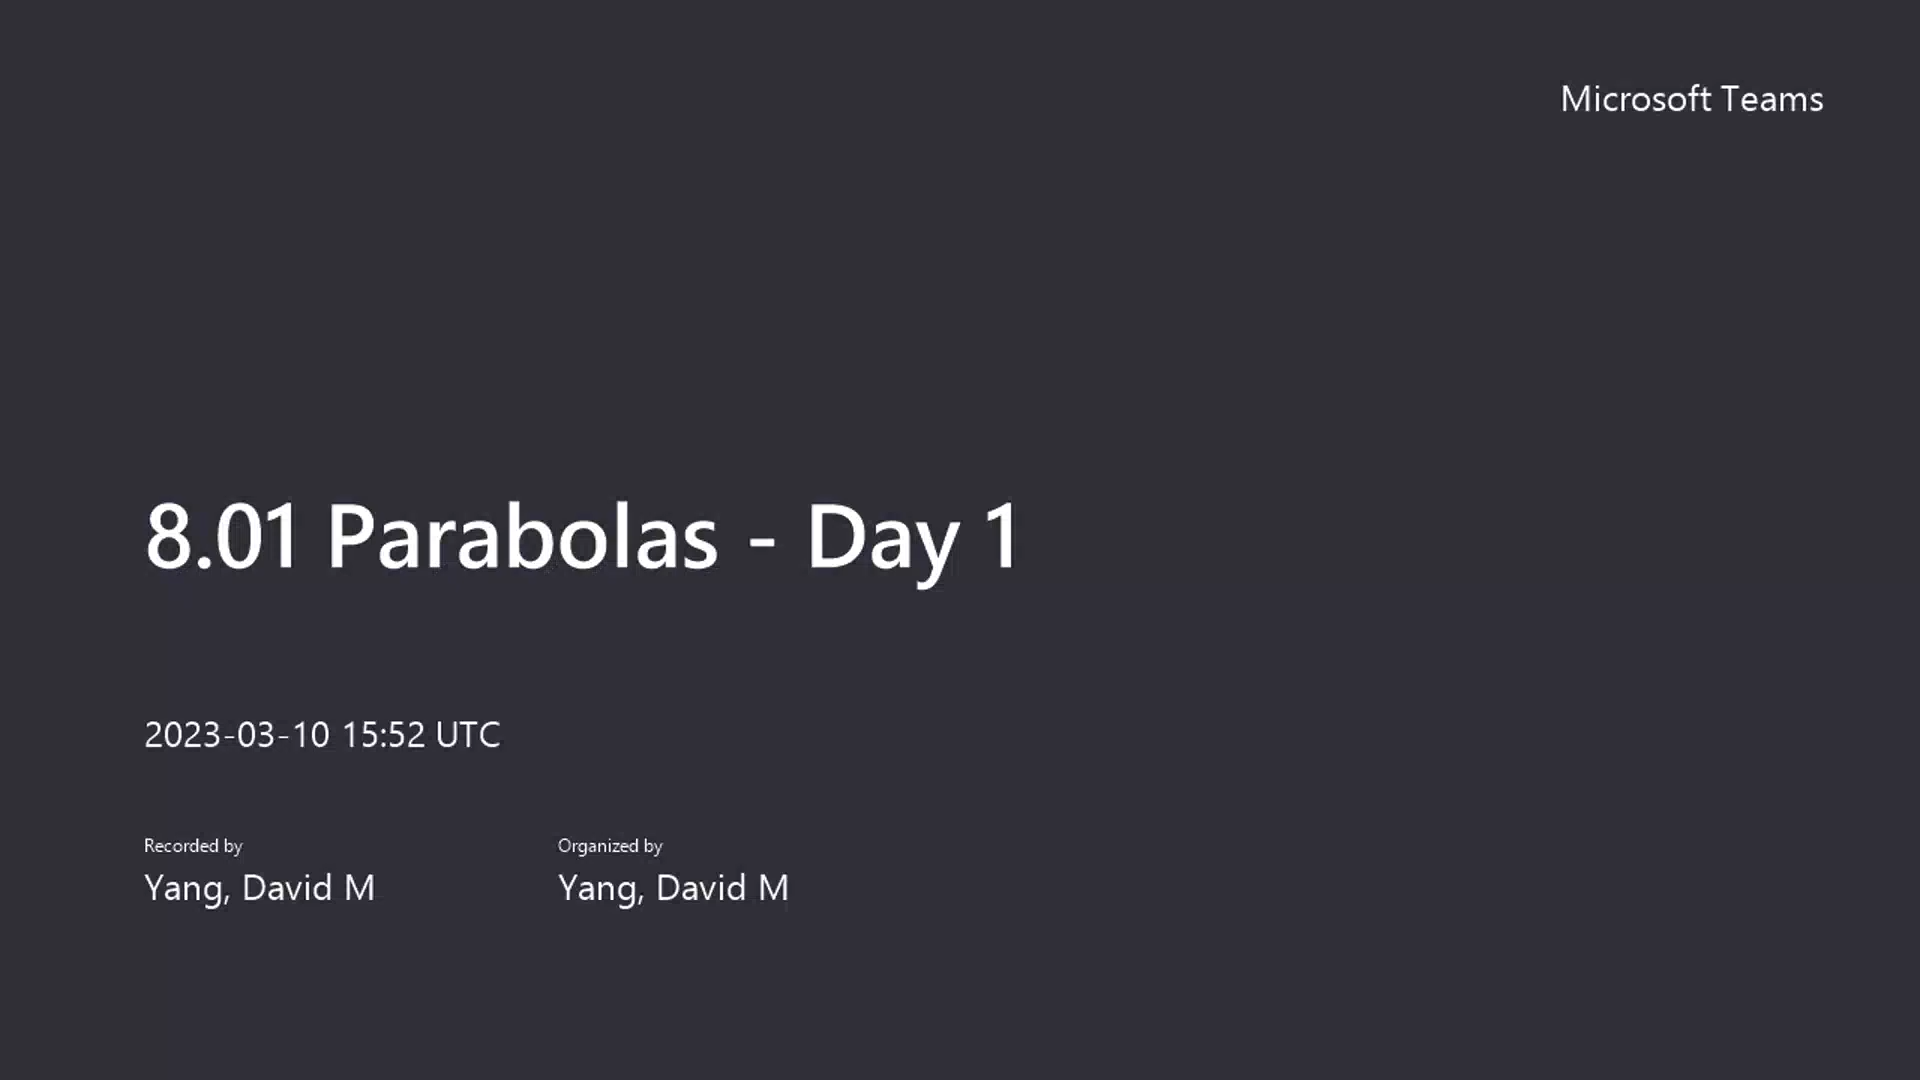 Microsoft Teams
8.01 Parabolas - Day 1
2023-03-10 15:52 UTC
Recorded by
Yang, David M
Organized by
Yang, David M